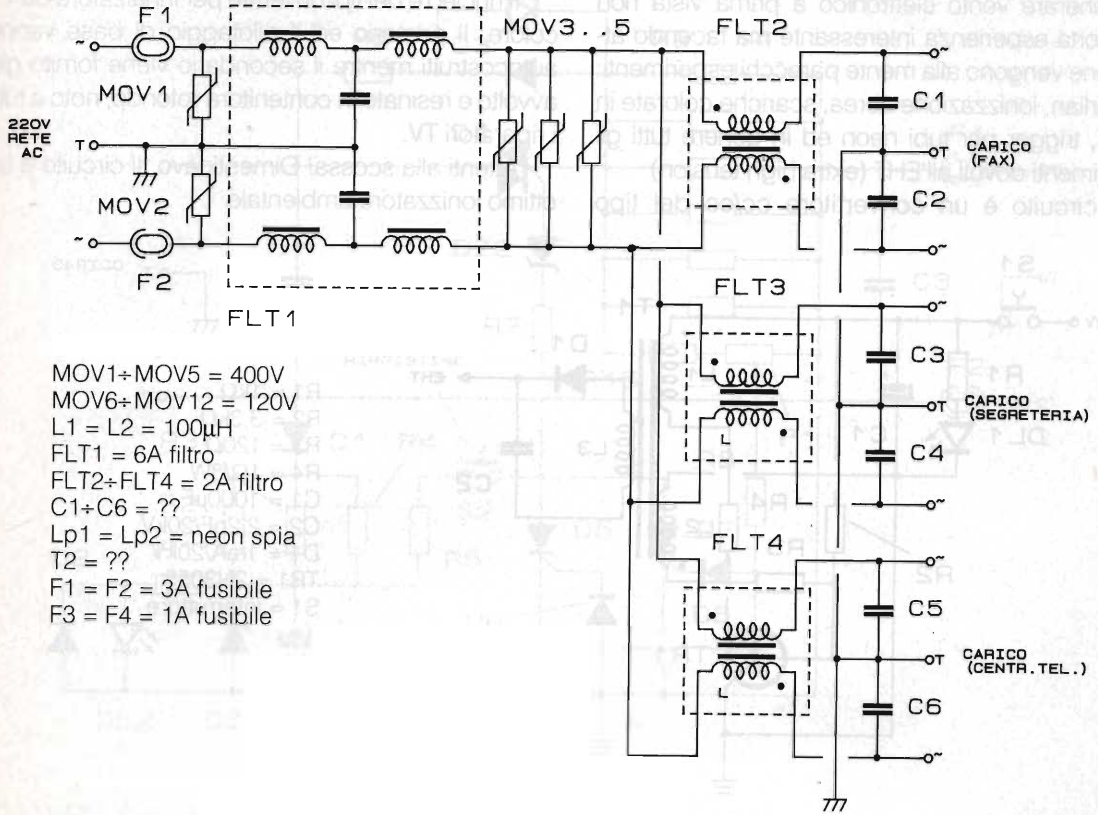 F1
MOV3..5
FLT2
MOV1
220V
RETE
AC
T
MOV2
F2
FLT1
C1
T
CARICO
(FAX)
C2
FLT3
C3
T
CARICO
(SEGRETERIA)
C4
FLT4
C5
T
CARICO
(CENTR.TEL.)
C6
MOV1÷MOV5 = 400V
MOV6÷MOV12 = 120V
L1 = L2 = 100µH
FLT1 = 6A filtro
FLT2÷FLT4 = 2A filtro
C1÷C6 = ??
Lp1 = Lp2 = neon spia
T2 = ??
F1 = F2 = 3A fusibile
F3 = F4 = 1A fusibile